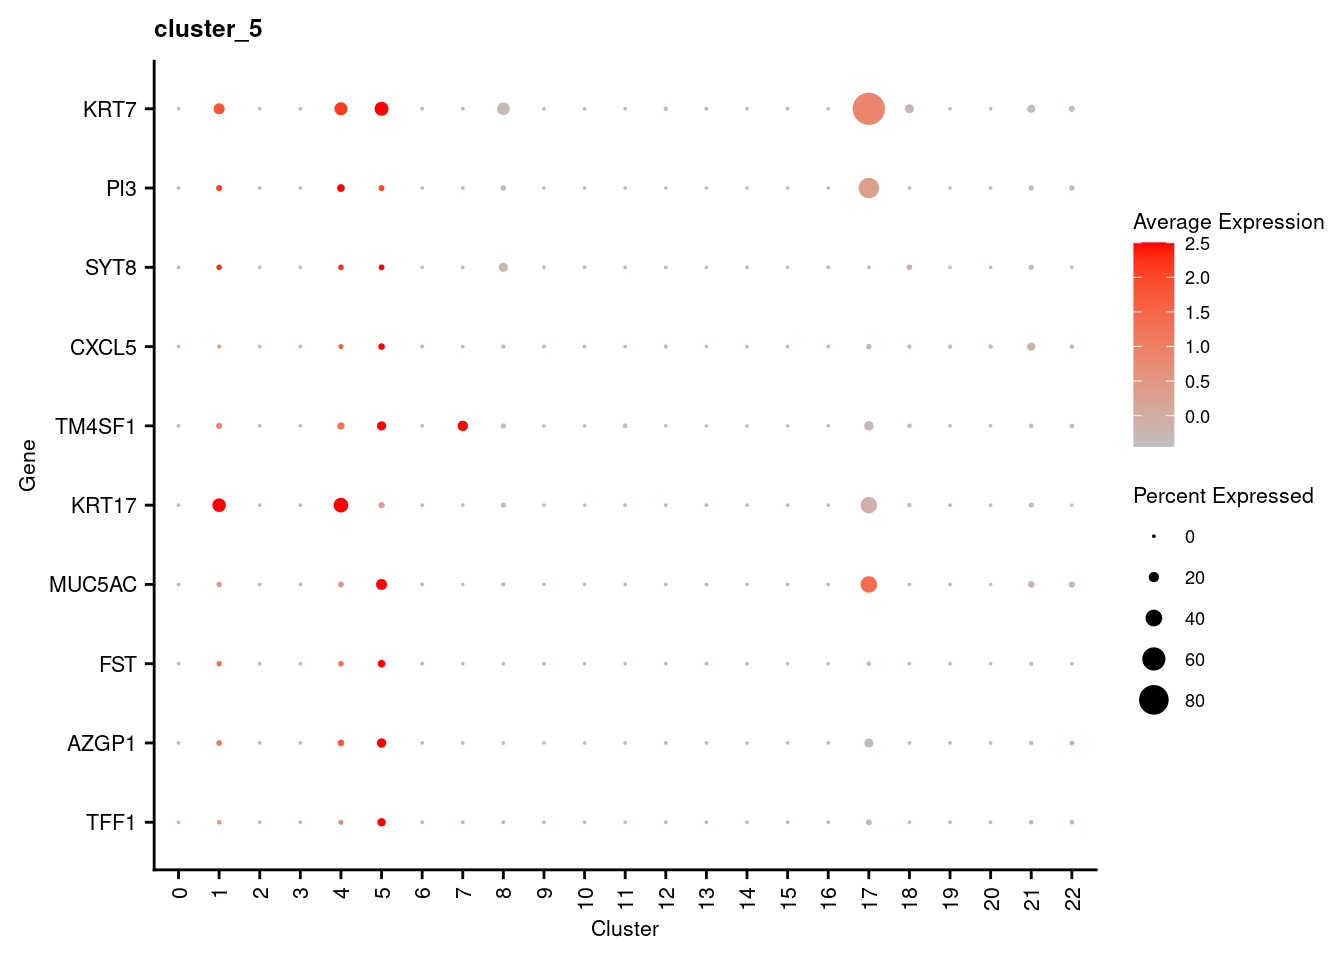 cluster_5
KRT7
PI3
SYT8
CXCL5
TM4SF1
KRT17
MUC5AC
FST
AZGP1
TFF1
Gene
0 1 2 3 4 5 6 7 8 9 10 11 12 13 14 15 16 17 18 19 20 21 22
Cluster
Average Expression
2.5
2.0
1.5
1.0
0.5
0.0
Percent Expressed
0
20
40
60
80